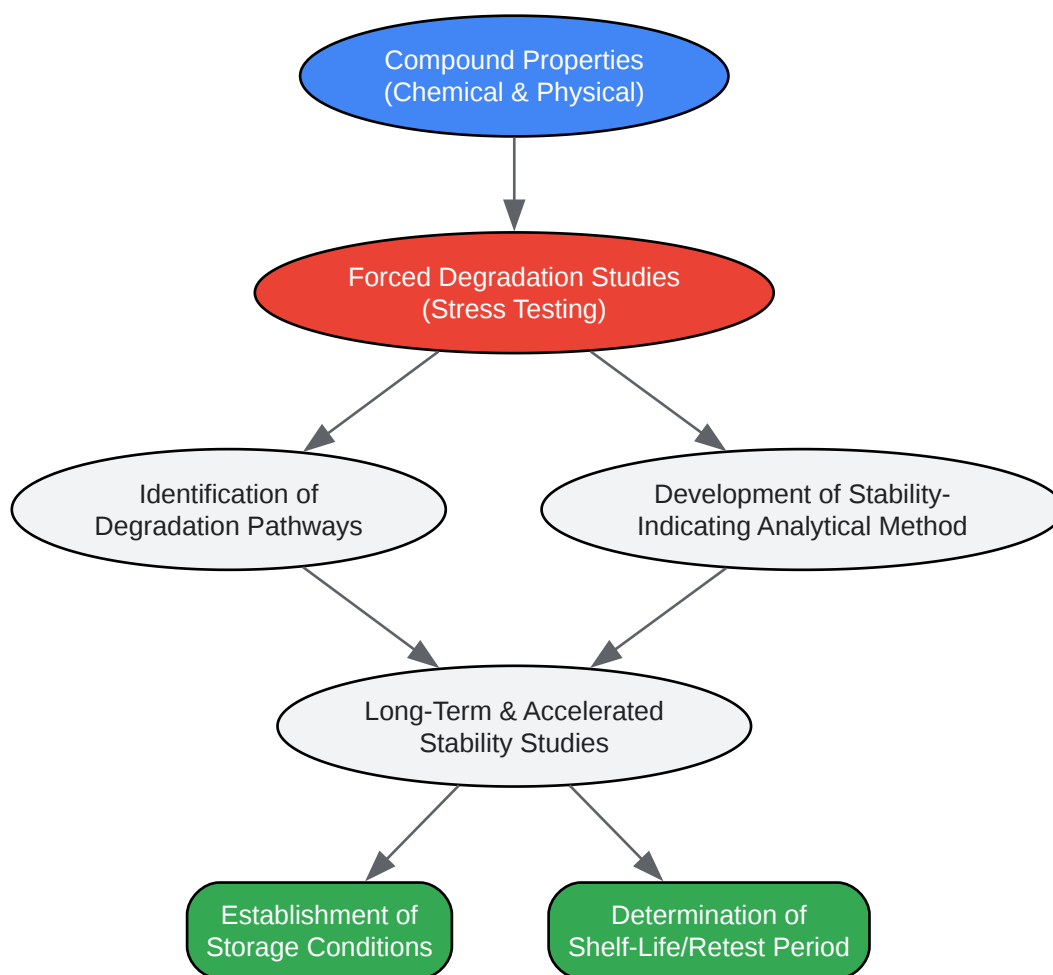 Compound Properties
(Chemical & Physical)
Forced Degradation Studies
(Stress Testing)
Identification of
Degradation Pathways
Development of Stability-
Indicating Analytical Method
Long-Term & Accelerated
Stability Studies
Establishment of
Storage Conditions
Determination of
Shelf-Life/Retest Period